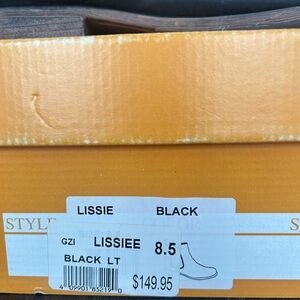 LISSIE BLACK
STYLE
GZI LISSIEE 8.5
BLACK LT
$149.95